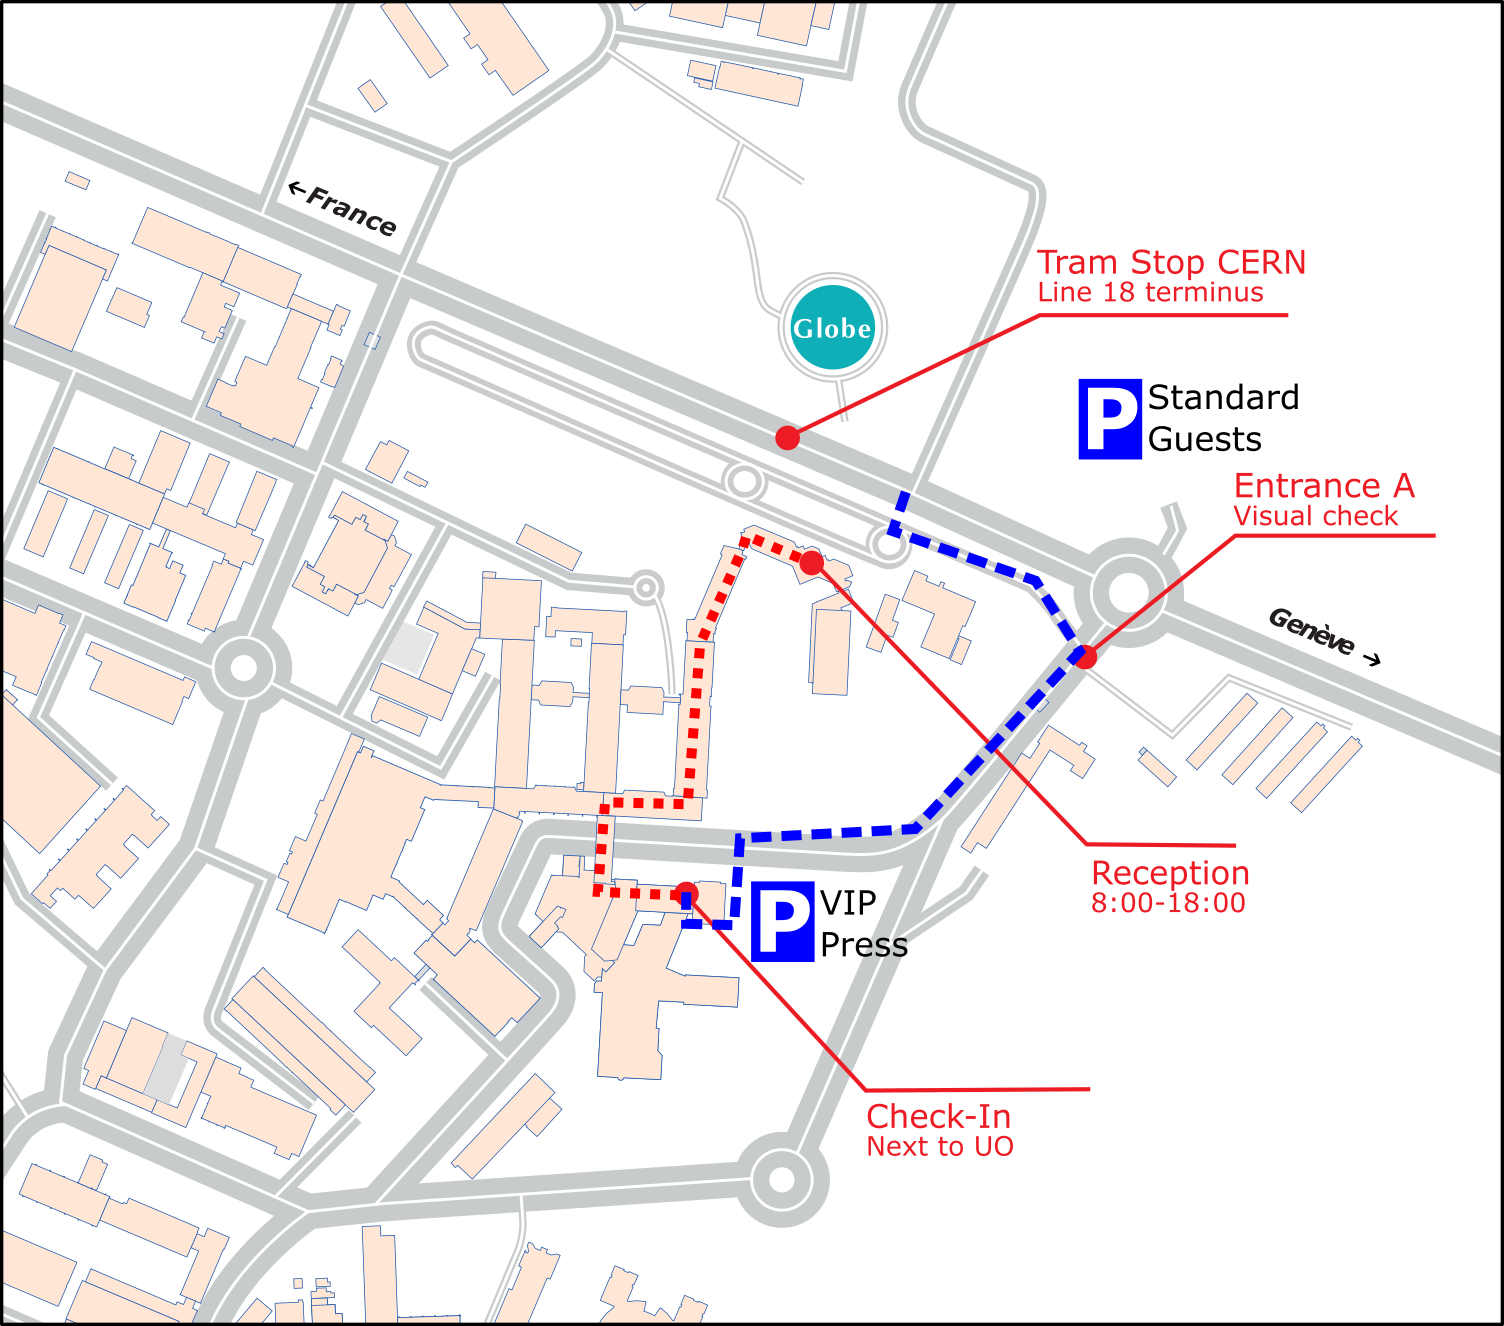 ←France
Tram Stop CERN
Line 18 terminus
Globe
P
Standard
Guests
Entrance A
Visual check
Genève →
Reception
8:00-18:00
P
VIP
Press
Check-In
Next to UO